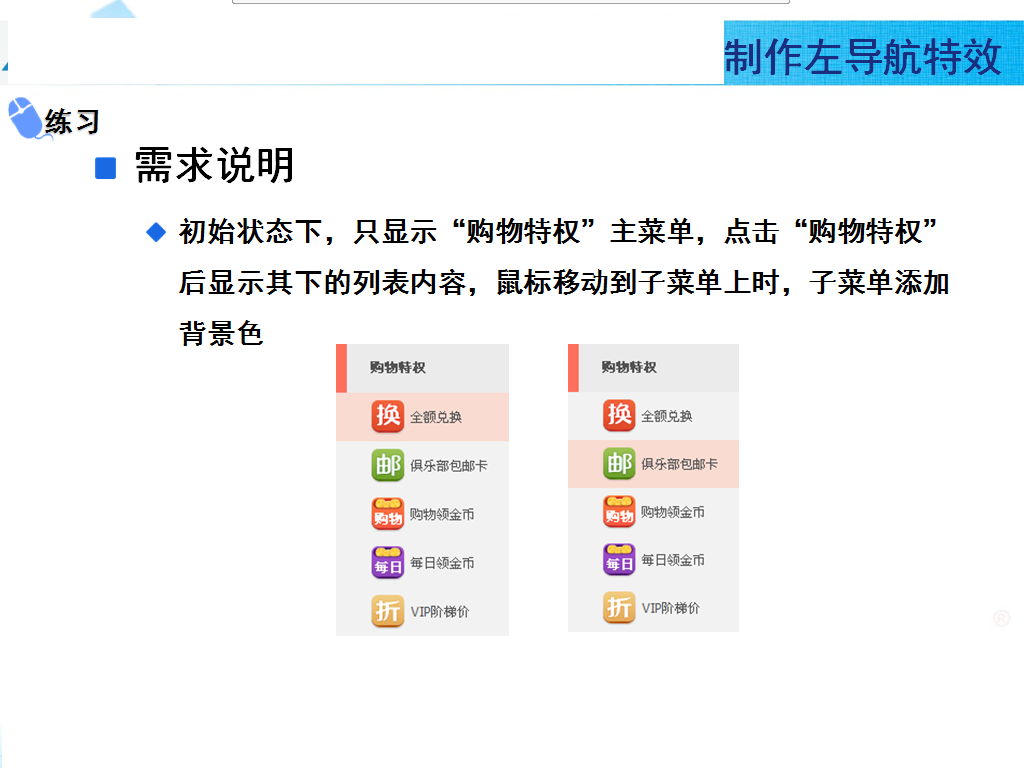 制作左导航特效
练习
需求说明
初始状态下，只显示“购物特权”主菜单，点击“购物特权”
后显示其下的列表内容，鼠标移动到子菜单上时，子菜单添加
背景色
购物特权
换 全额兑换
邮 俱乐部包邮卡
购物 购物领金币
每日 每日领金币
折 VIP阶梯价
购物特权
换 全额兑换
邮 俱乐部包邮卡
购物 购物领金币
每日 每日领金币
折 VIP阶梯价
®